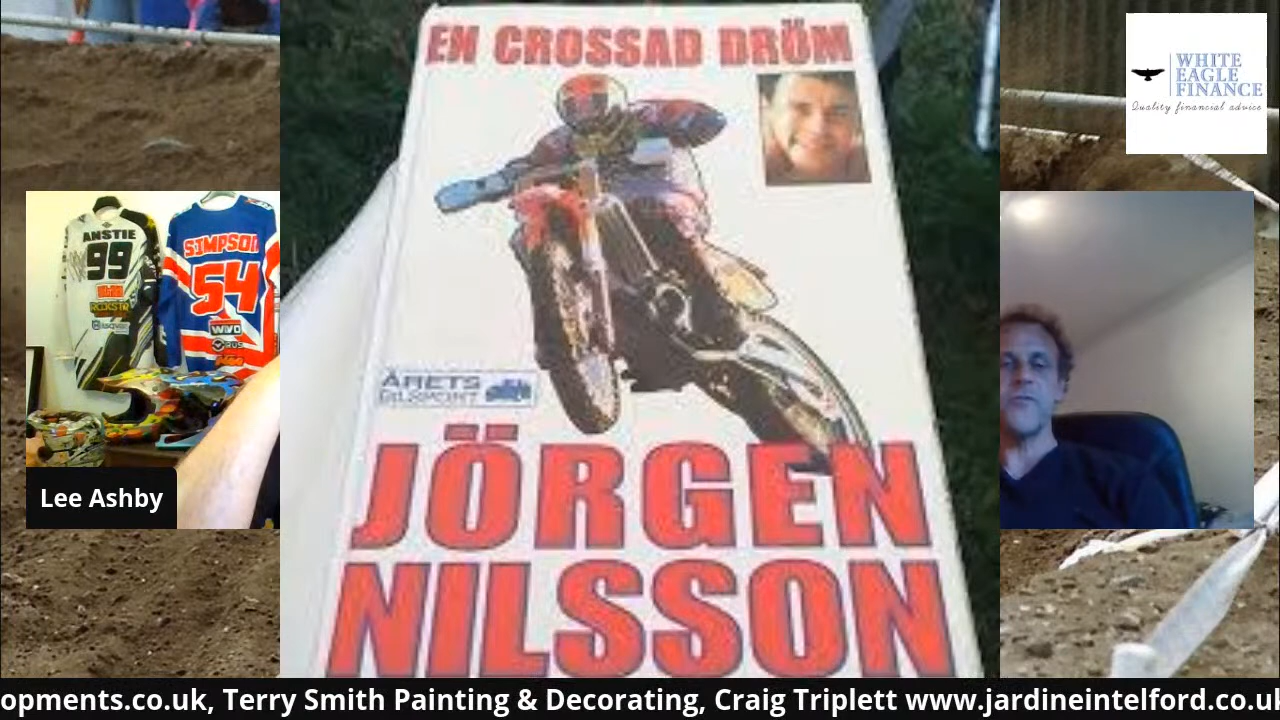 EN CROSSAD DRÖM
WHITE
EAGLE
FINANCE
Quality financial advice
ANSTIE
99
SIMPSON
54
ÅRETS
BILSPORT
JÖRGEN
NILSSON
Lee Ashby
opments.co.uk, Terry Smith Painting & Decorating, Craig Triplett www.jardineintelford.co.uk